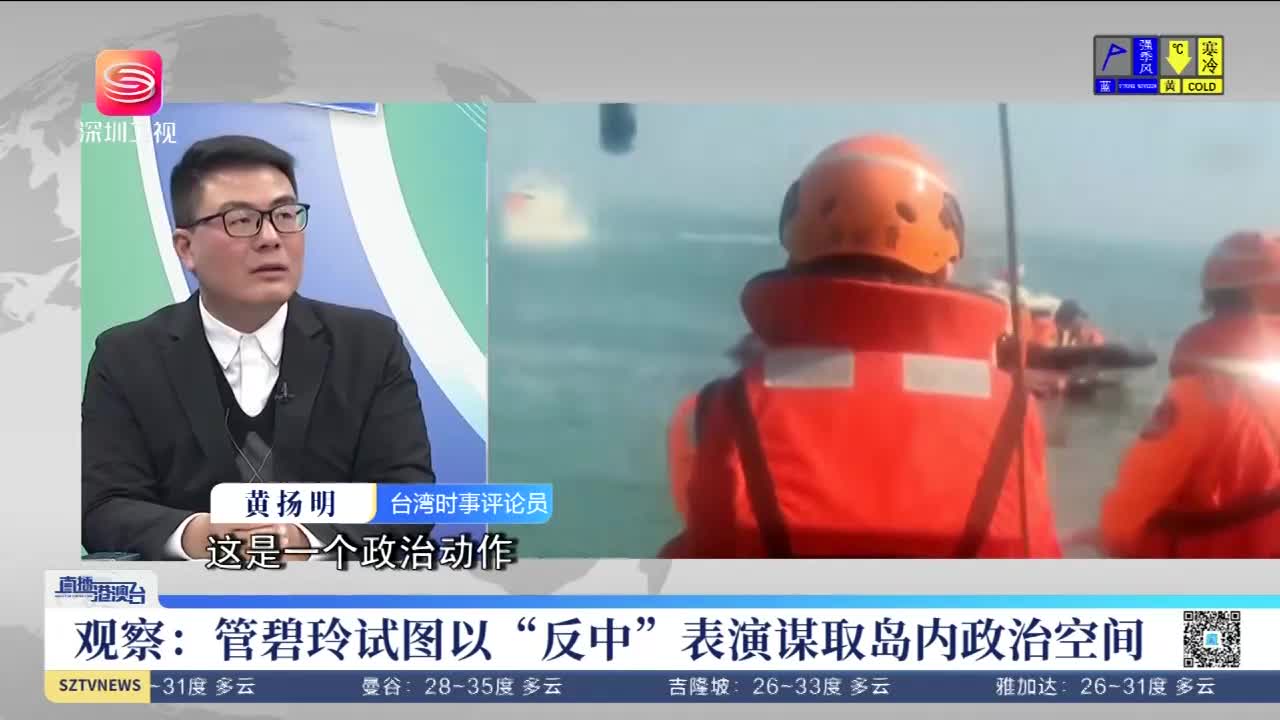 深圳卫视
强季风
蓝
℃
寒冷
黄
COLD
黄扬明
台湾时事评论员
这是一个政治动作
直播港澳台
观察：管碧玲试图以“反中”表演谋取岛内政治空间
SZTVNEWS
~31度 多云 曼谷：28~35度 多云 吉隆坡：26~33度 多云 雅加达：26~31度 多云